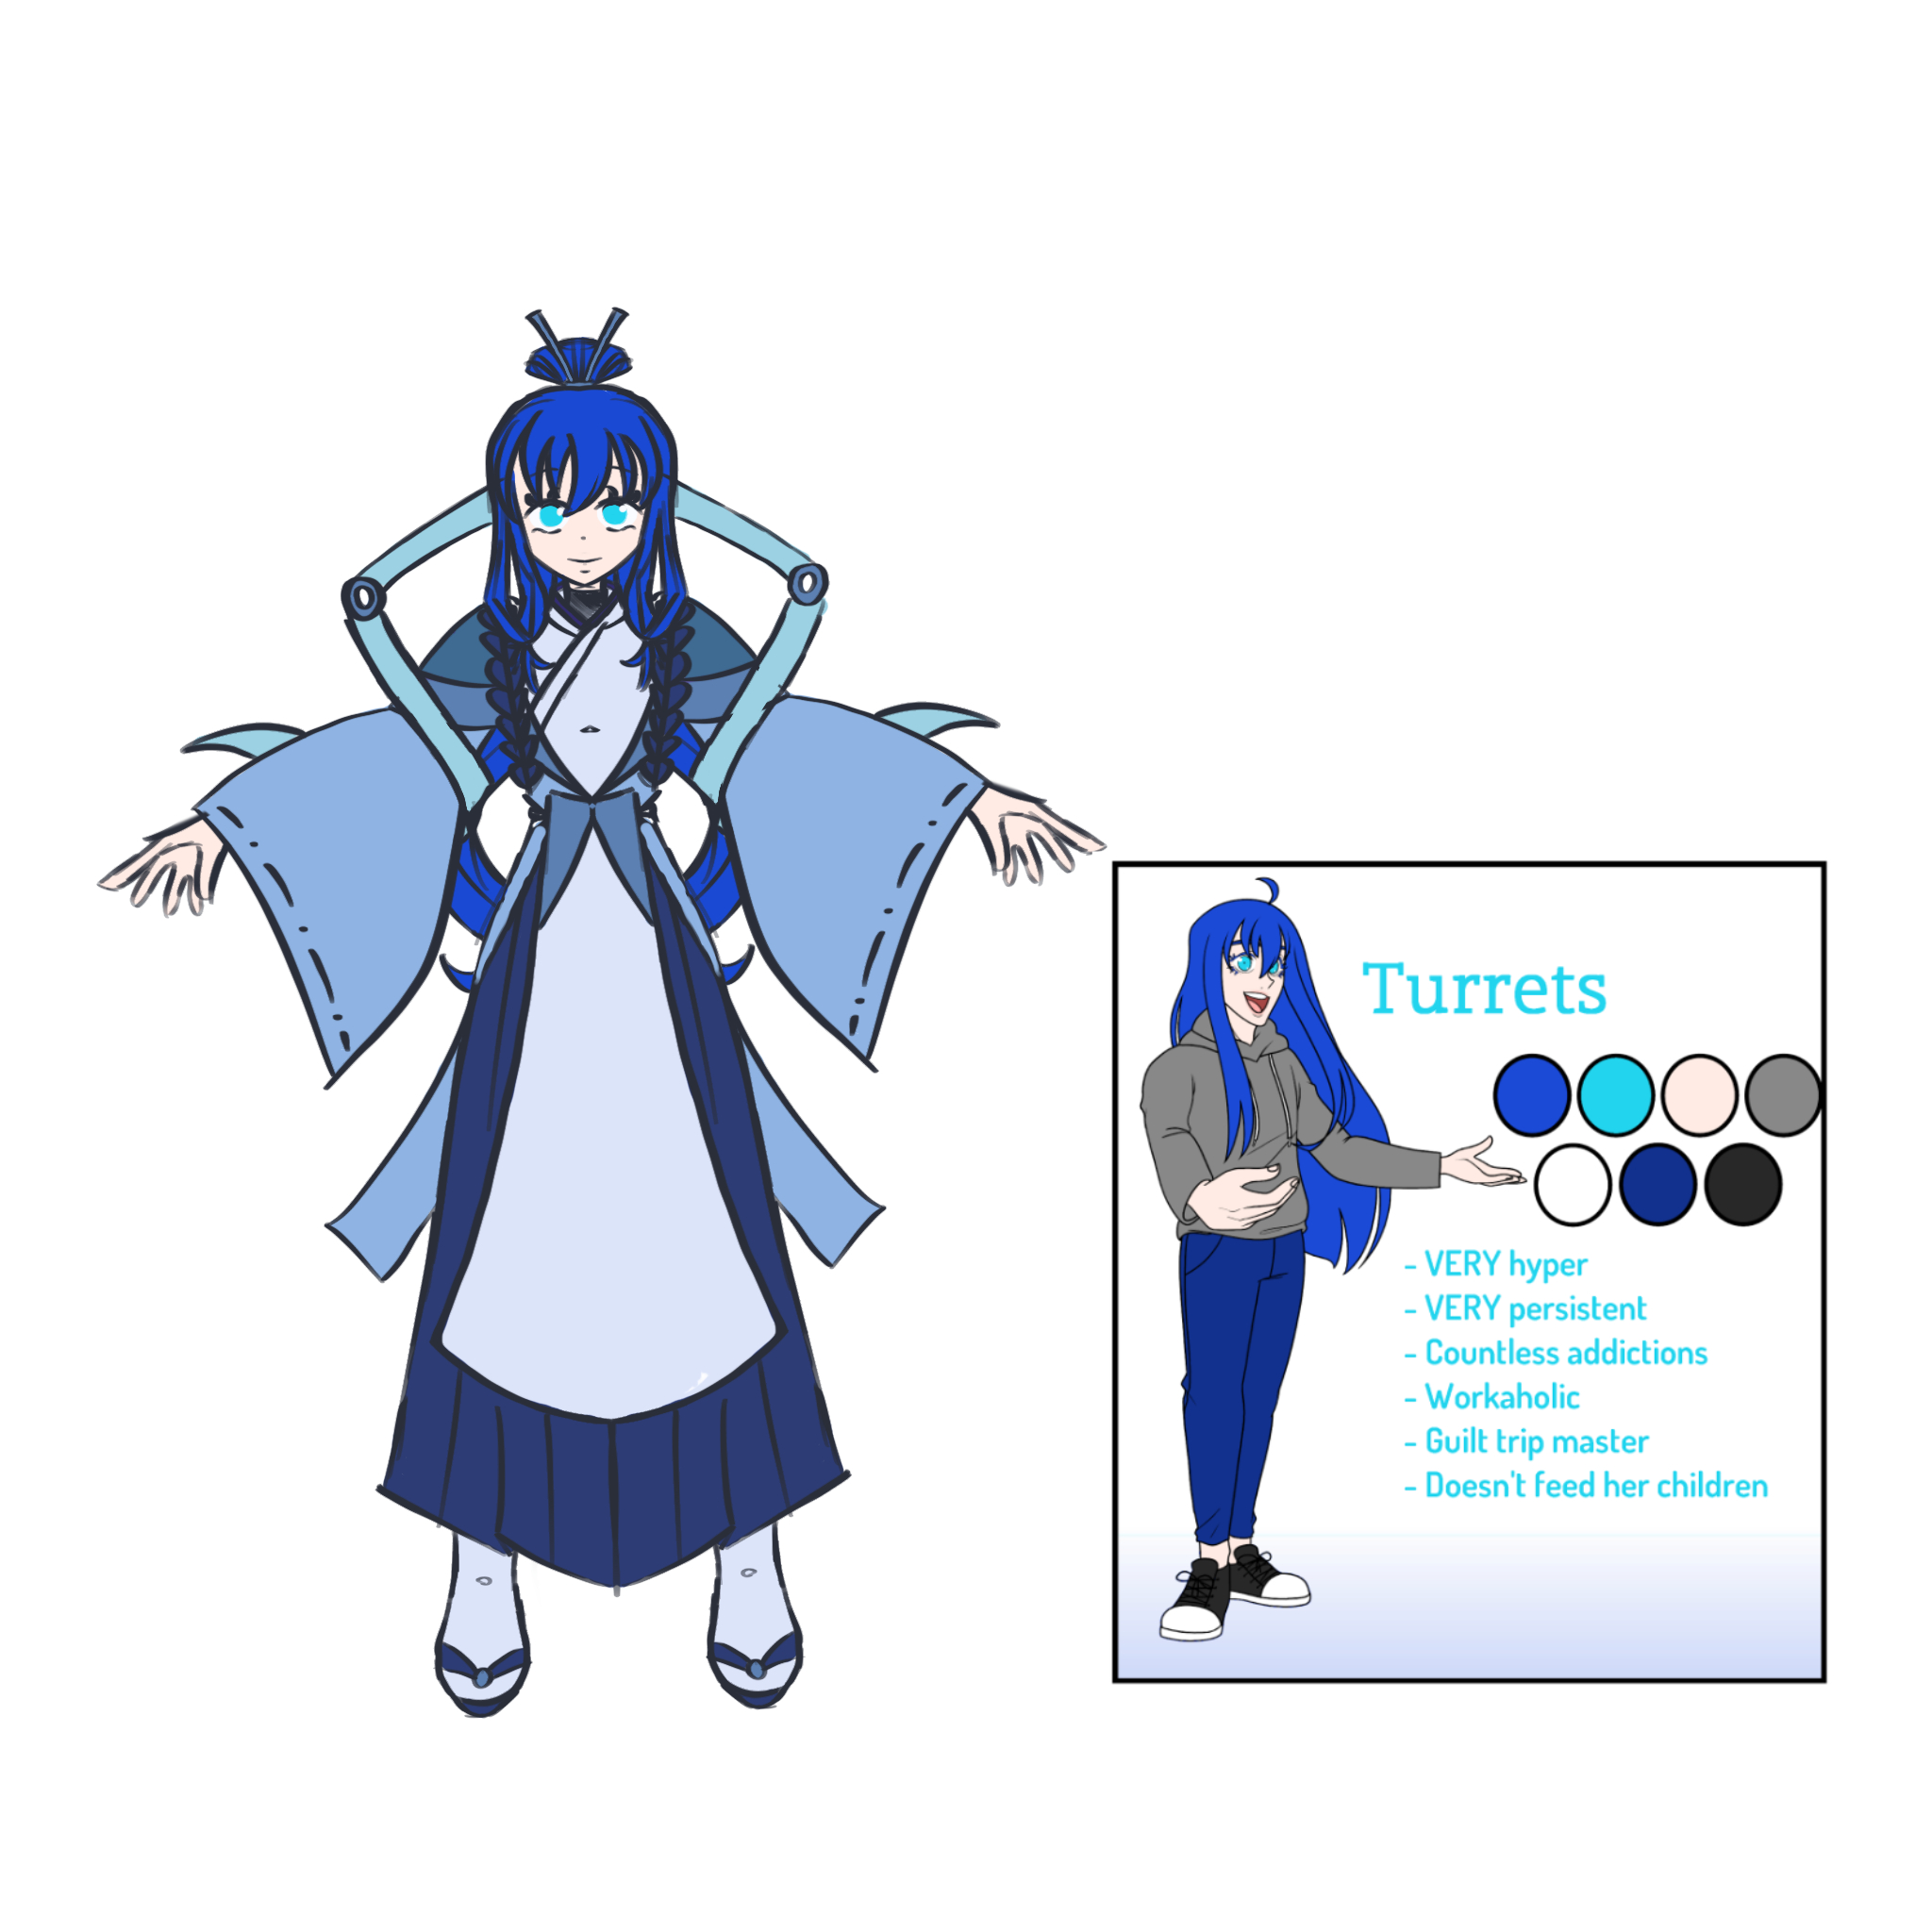 Turrets
- VERY hyper
- VERY persistent
- Countless addictions
- Workaholic
- Guilt trip master
- Doesn't feed her children